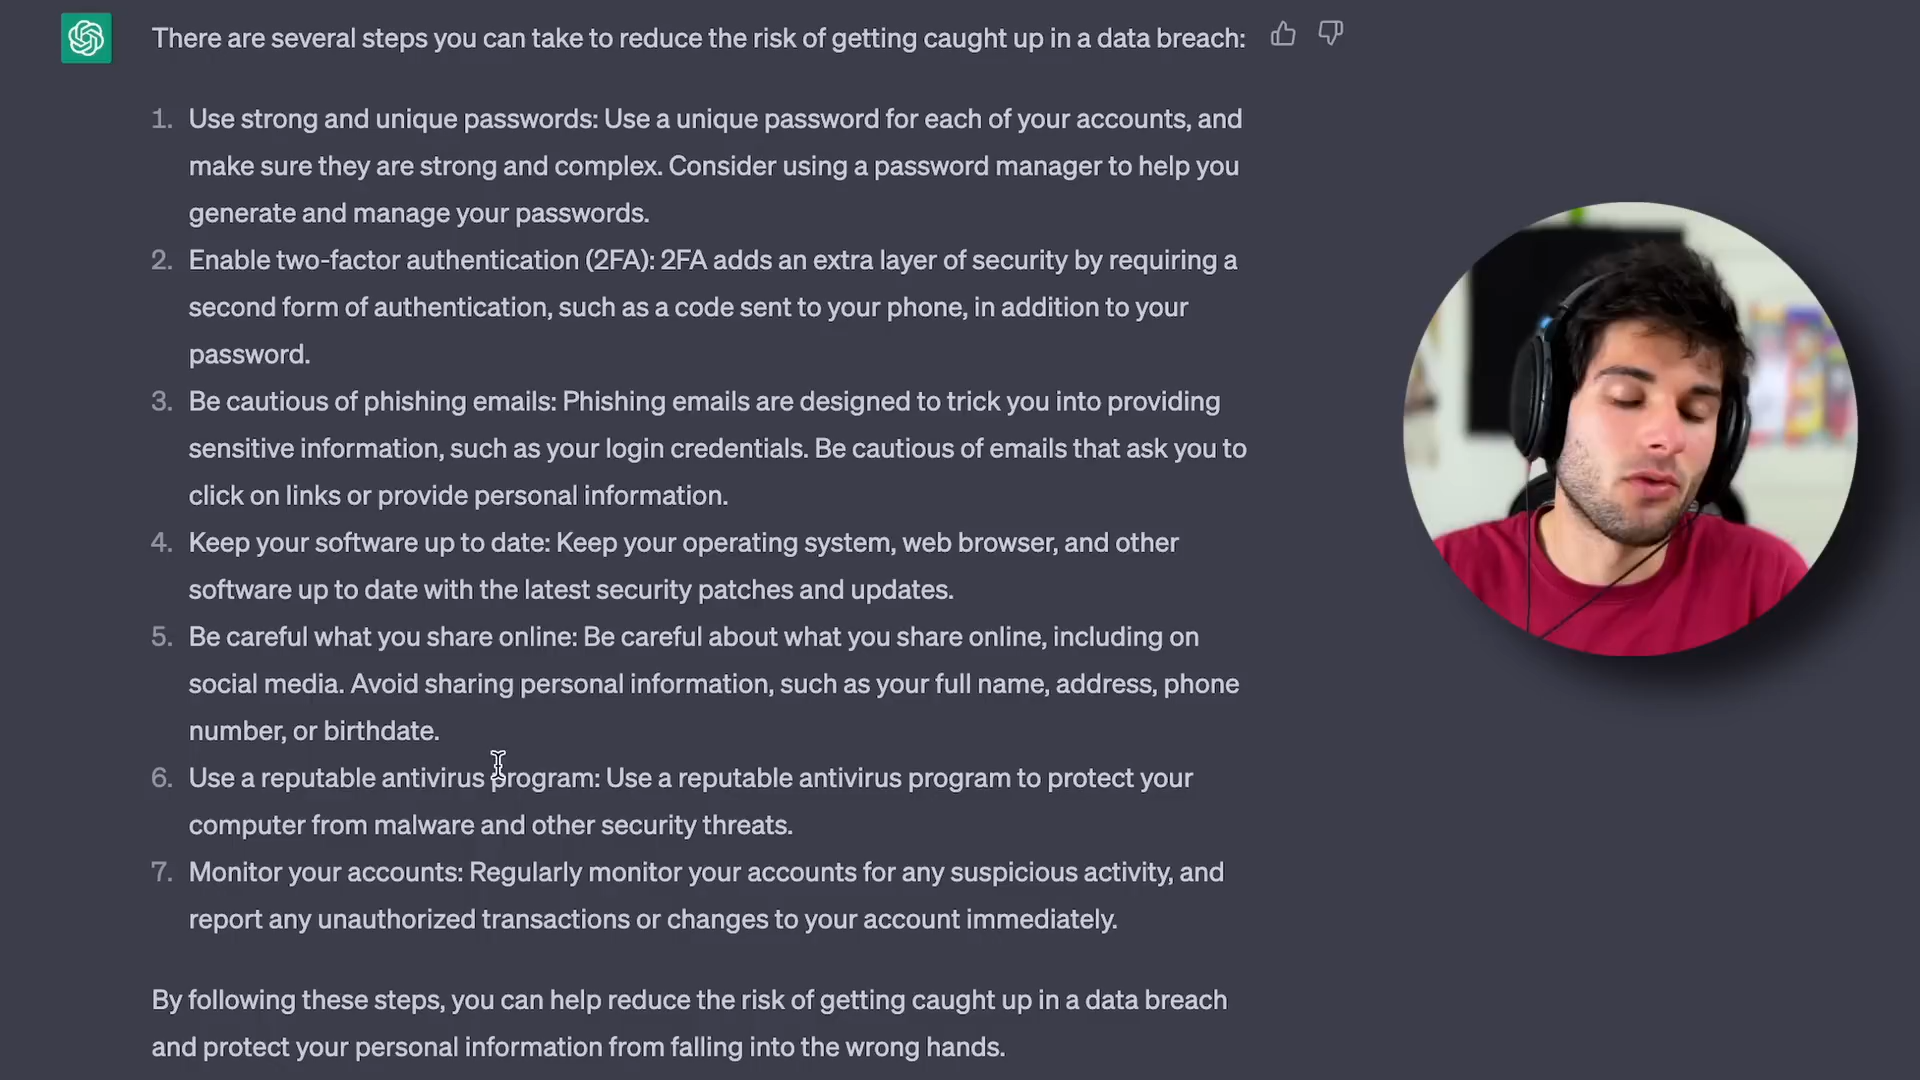 There are several steps you can take to reduce the risk of getting caught up in a data breach:
1. Use strong and unique passwords: Use a unique password for each of your accounts, and
make sure they are strong and complex. Consider using a password manager to help you
generate and manage your passwords.
2. Enable two-factor authentication (2FA): 2FA adds an extra layer of security by requiring a
second form of authentication, such as a code sent to your phone, in addition to your
password.
3. Be cautious of phishing emails: Phishing emails are designed to trick you into providing
sensitive information, such as your login credentials. Be cautious of emails that ask you to
click on links or provide personal information.
4. Keep your software up to date: Keep your operating system, web browser, and other
software up to date with the latest security patches and updates.
5. Be careful what you share online: Be careful about what you share online, including on
social media. Avoid sharing personal information, such as your full name, address, phone
number, or birthdate.
6. Use a reputable antivirus program: Use a reputable antivirus program to protect your
computer from malware and other security threats.
7. Monitor your accounts: Regularly monitor your accounts for any suspicious activity, and
report any unauthorized transactions or changes to your account immediately.
By following these steps, you can help reduce the risk of getting caught up in a data breach
and protect your personal information from falling into the wrong hands.